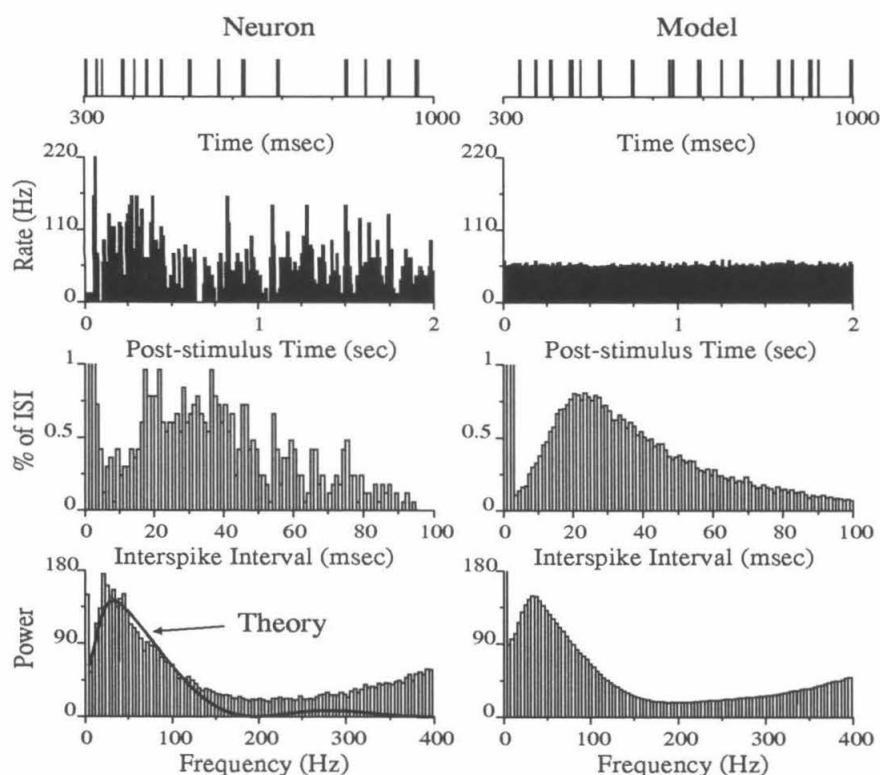 Neuron Model
300 1000 300 1000
Time (msec) Time (msec)
220 220
Rate (Hz)
110 110
0 0
0 1 2 0 1 2
Post-stimulus Time (sec) Post-stimulus Time (sec)
1 1
% of ISI
0.5 0.5
0 0
0 20 40 60 80 100 0 20 40 60 80 100
Interspike Interval (msec) Interspike Interval (msec)
180 180
Theory
Power
90 90
0 0
0 100 200 300 400 0 100 200 300 400
Frequency (Hz) Frequency (Hz)